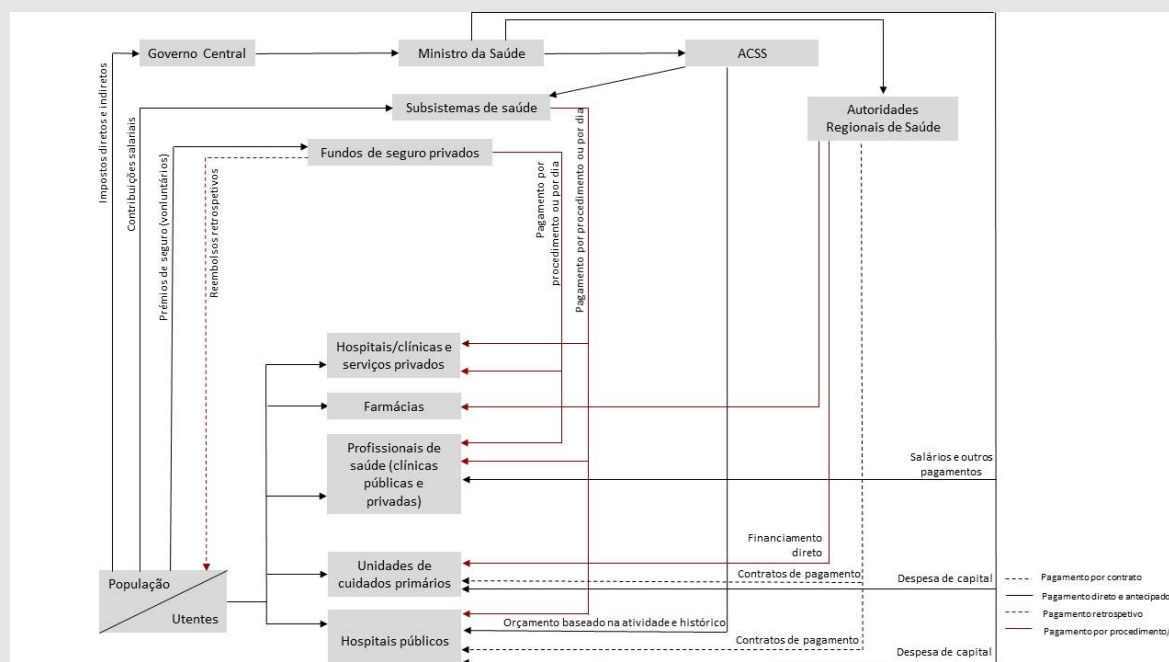 Governo Central
Ministro da Saúde
ACSS
Subsistemas de saúde
Autoridades
Regionais de Saúde
Fundos de seguro privados
Impostos diretos e indiretos
Contribuições salariais
Prémios de seguro (vonluntários)
Reembolsos retrospetivos
Pagamento por
procedimento ou por dia
Pagamento por procedimento ou por dia
Hospitais/clínicas e
serviços privados
Farmácias
Profissionais de
saúde (clínicas
públicas e
privadas)
Salários e outros
pagamentos
Financiamento
direto
Unidades de
cuidados primários
Contratos de pagamento
Despesa de capital
População
Utentes
Hospitais públicos
Orçamento baseado na atividade e histórico
Contratos de pagamento
Despesa de capital
Pagamento por contrato
Pagamento direto e antecipado
Pagamento retrospetivo
Pagamento por procedimento/